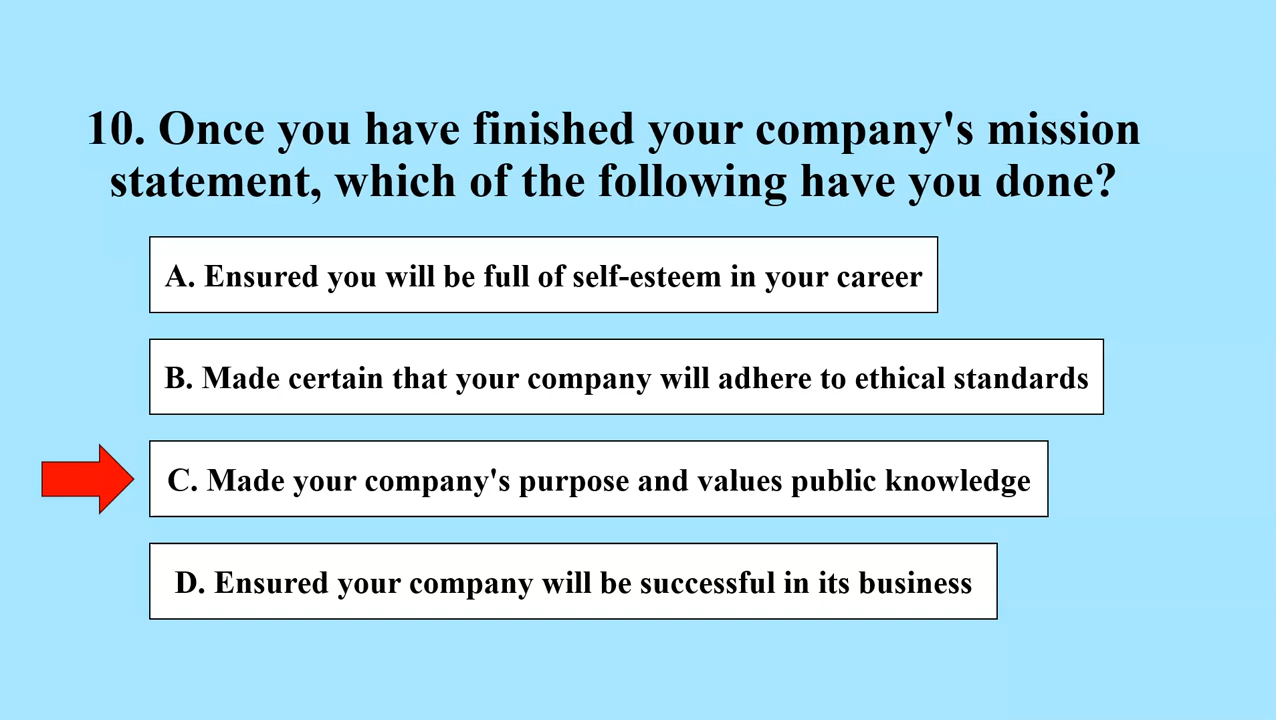 10. Once you have finished your company's mission
statement, which of the following have you done?
A. Ensured you will be full of self-esteem in your career
B. Made certain that your company will adhere to ethical standards
C. Made your company's purpose and values public knowledge
D. Ensured your company will be successful in its business